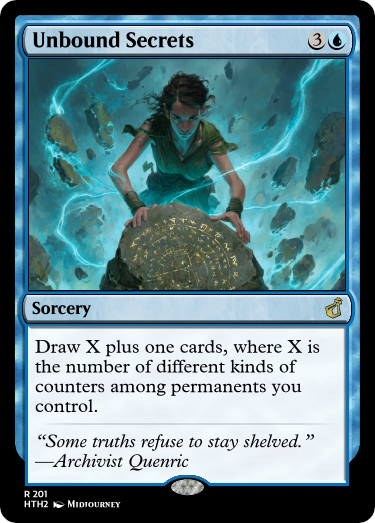 Unbound Secrets 3
Sorcery
Draw X plus one cards, where X is
the number of different kinds of
counters among permanents you
control.
“Some truths refuse to stay shelved.”
—Archivist Quenric
R 201
HTH2 Midjourney